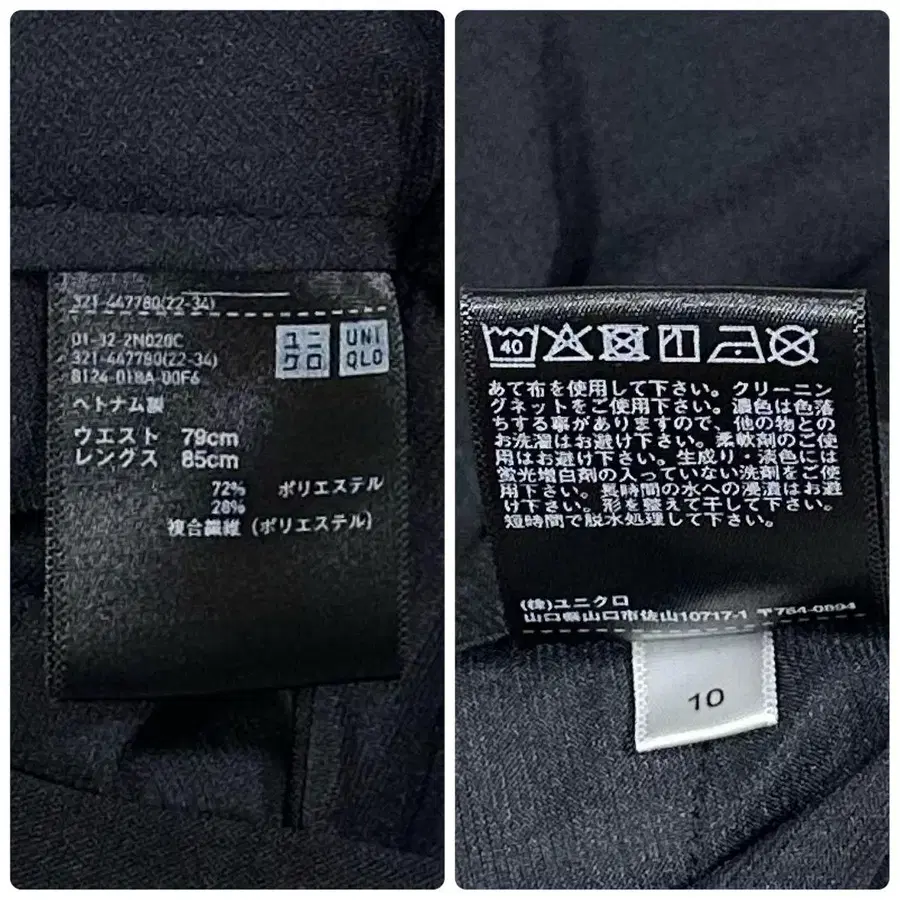 321-447780(22-34)
01-32-2N020C
321-447780(22-34)
8124-018A-00F6
ユニ
クロ
UNI
QLO
ベトナム製
ウエスト 79cm
レングス 85cm
72% ポリエステル
28%
複合繊維 (ポリエステル)
40
あて布を使用して下さい。クリーニン
グネットをご使用下さい。濃色は色落
ちする事がありますので、他の物との
お洗濯はお避け下さい。柔軟剤のご使
用はお避け下さい。生成り・淡色には
蛍光増白剤の入っていない洗剤をご使
用下さい。長時間の水への浸漬はお避
け下さい。形を整えて干して下さい。
短時間で脱水処理して下さい。
(株)ユニクロ
山口県山口市佐山10717-1 〒754-0894
10